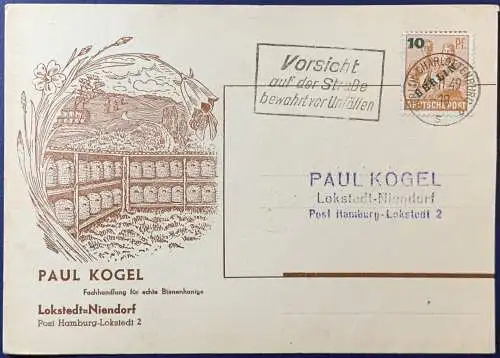 Vorsicht
auf der Straße
bewahrt vor Unfällen
10 PF.
BERLIN
DEUTSCHE POST
PAUL KOGEL
Lokstedt-Niendorf
Post Hamburg-Lokstedt 2
PAUL KOGEL
Fachhandlung für echte Bienenhonige
Lokstedt=Niendorf
Post Hamburg-Lokstedt 2